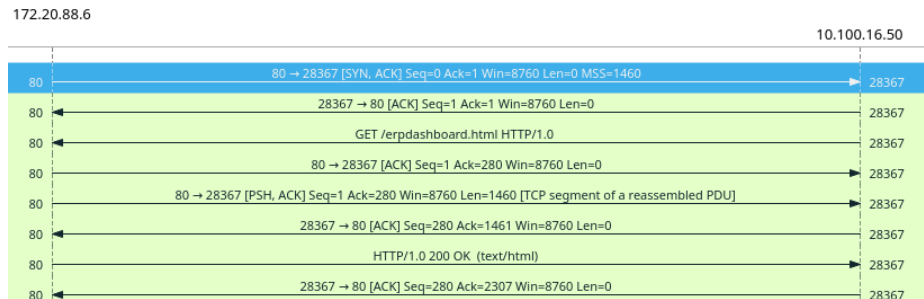 172.20.88.6
10.100.16.50
80 → 28367 [SYN, ACK] Seq=0 Ack=1 Win=8760 Len=0 MSS=1460
80 28367
28367 → 80 [ACK] Seq=1 Ack=1 Win=8760 Len=0
80 28367
GET /erpdashboard.html HTTP/1.0
80 28367
80 → 28367 [ACK] Seq=1 Ack=280 Win=8760 Len=0
80 28367
80 → 28367 [PSH, ACK] Seq=1 Ack=280 Win=8760 Len=1460 [TCP segment of a reassembled PDU]
80 28367
28367 → 80 [ACK] Seq=280 Ack=1461 Win=8760 Len=0
80 28367
HTTP/1.0 200 OK (text/html)
80 28367
28367 → 80 [ACK] Seq=280 Ack=2307 Win=8760 Len=0
80 28367